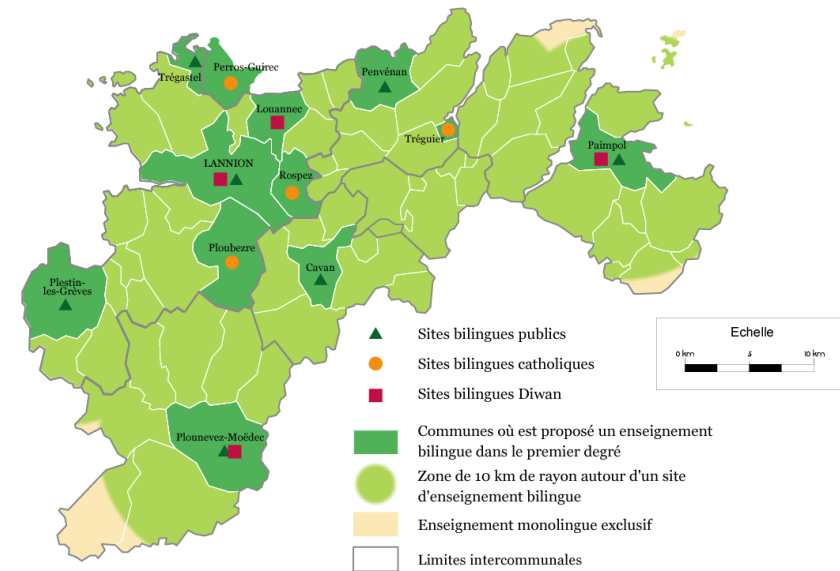 Perros-Guirec
Trégastel
Penvénan
Louannec
Tréguier
Paimpol
LANNION
Rospez
Ploubezre
Cavan
Plestin-
les-Grèves
Plounevez-Moëdec
Sites bilingues publics
Sites bilingues catholiques
Sites bilingues Diwan
Communes où est proposé un enseignement
bilingue dans le premier degré
Zone de 10 km de rayon autour d'un site
d'enseignement bilingue
Enseignement monolingue exclusif
Limites intercommunales
Echelle
0 km 5 10 km